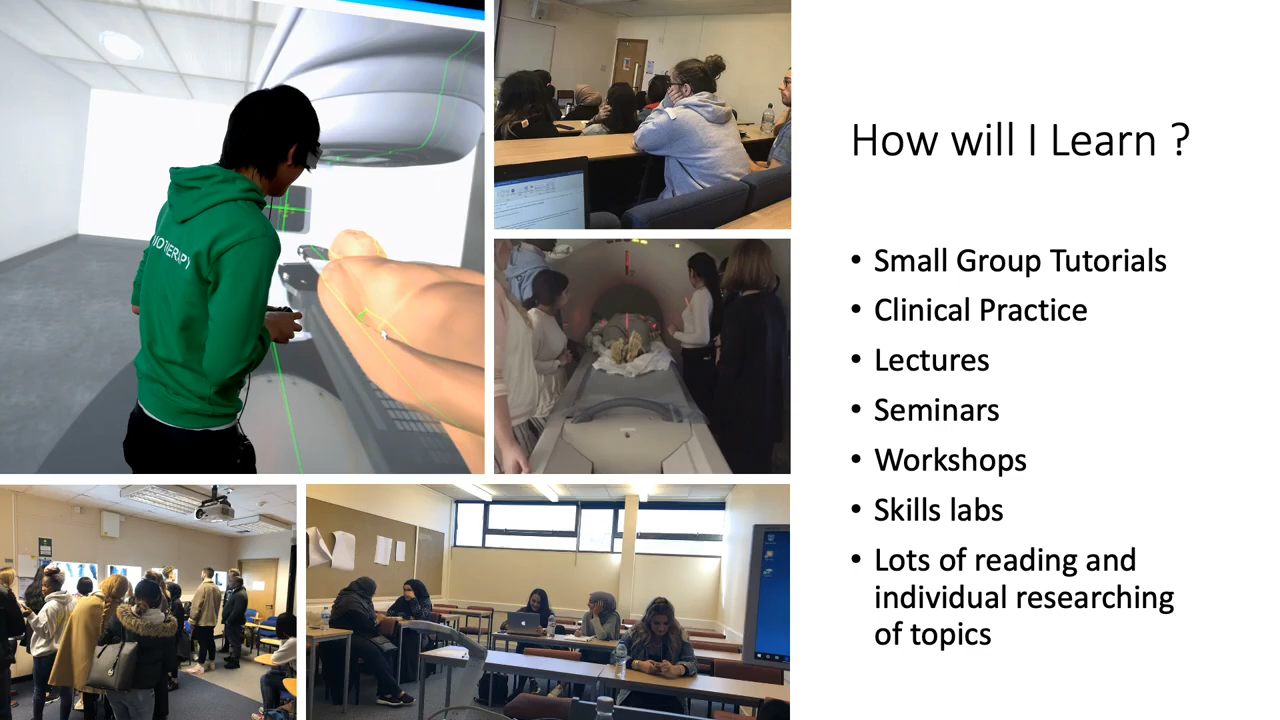 How will I Learn ?
• Small Group Tutorials
• Clinical Practice
• Lectures
• Seminars
• Workshops
• Skills labs
• Lots of reading and
individual researching
of topics